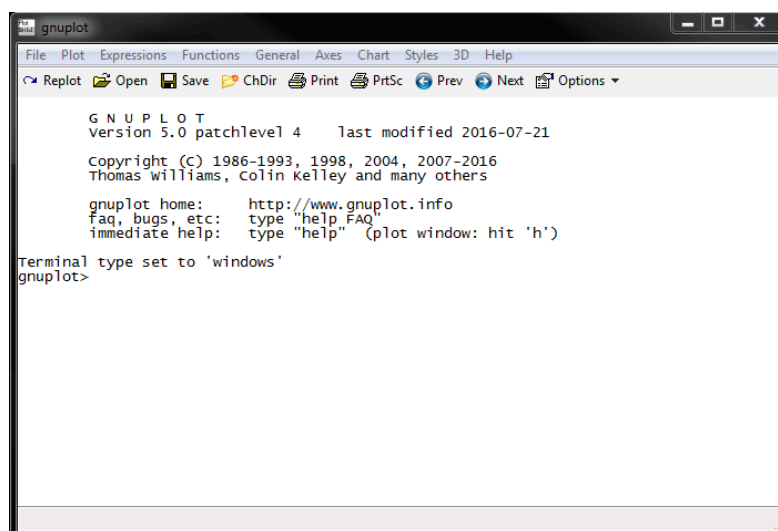 gnuplot
File Plot Expressions Functions General Axes Chart Styles 3D Help
Replot Open Save ChDir Print PrtSc Prev Next Options
G N U P L O T
Version 5.0 patchlevel 4    last modified 2016-07-21
Copyright (C) 1986-1993, 1998, 2004, 2007-2016
Thomas Williams, Colin Kelley and many others
gnuplot home:     http://www.gnuplot.info
faq, bugs, etc:   type "help FAQ"
immediate help:   type "help"  (plot window: hit 'h')
Terminal type set to 'windows'
gnuplot>